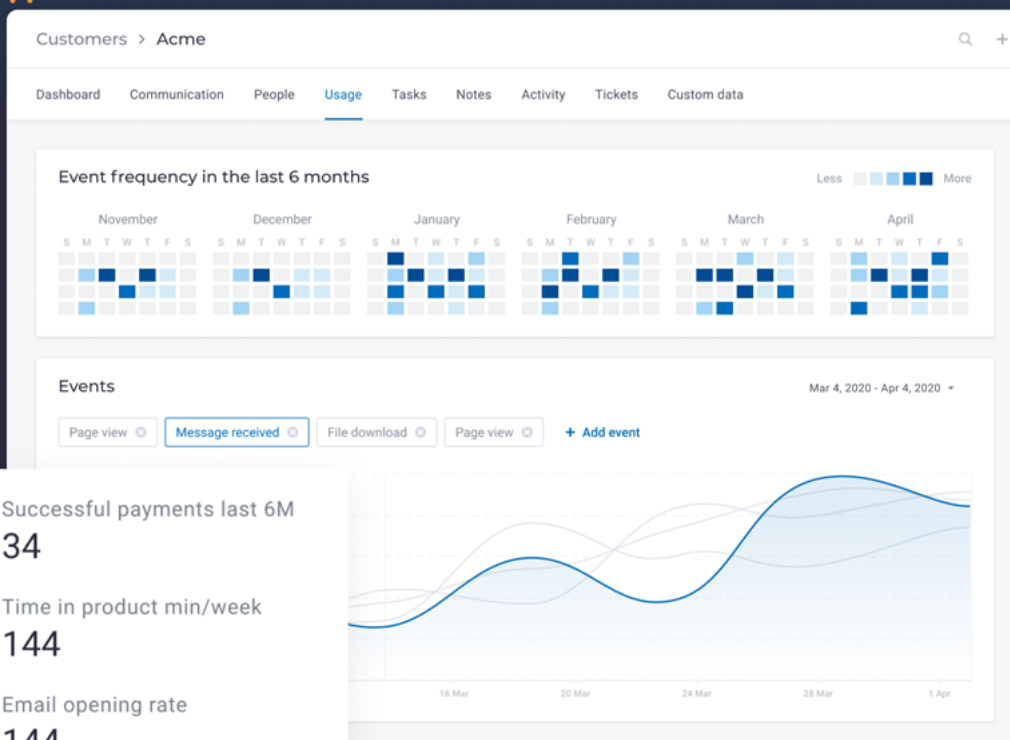 Customers > Acme
Dashboard Communication People Usage Tasks Notes Activity Tickets Custom data
Event frequency in the last 6 months
Less More
November December January February March April
S M T W T F S S M T W T F S S M T W T F S S M T W T F S S M T W T F S S M T W T F S
Events
Mar 4, 2020 - Apr 4, 2020
Page view Message received File download Page view + Add event
Successful payments last 6M
34
Time in product min/week
144
Email opening rate
144
16 Mar 20 Mar 24 Mar 28 Mar 1 Apr